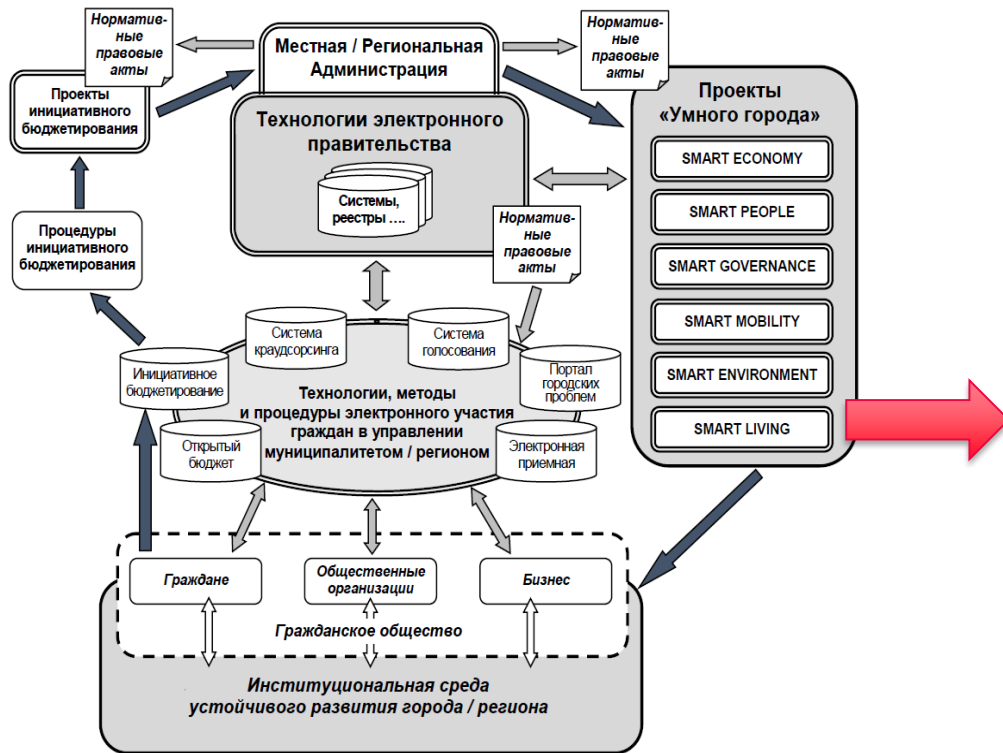 Норматив-
ные
правовые
акты
Местная / Региональная
Администрация
Норматив-
ные
правовые
акты
Проекты
инициативного
бюджетирования
Технологии электронного
правительства
Системы,
реестры ....
Проекты
«Умного города»
SMART ECONOMY
SMART PEOPLE
SMART GOVERNANCE
SMART MOBILITY
SMART ENVIRONMENT
SMART LIVING
Процедуры
инициативного
бюджетирования
Норматив-
ные
правовые
акты
Система
краудсорсинга
Система
голосования
Инициативное
бюджетирование
Портал
городских
проблем
Технологии, методы
и процедуры электронного участия
граждан в управлении
муниципалитетом / регионом
Открытый
бюджет
Электронная
приемная
Граждане
Общественные
организации
Бизнес
Гражданское общество
Институциональная среда
устойчивого развития города / региона